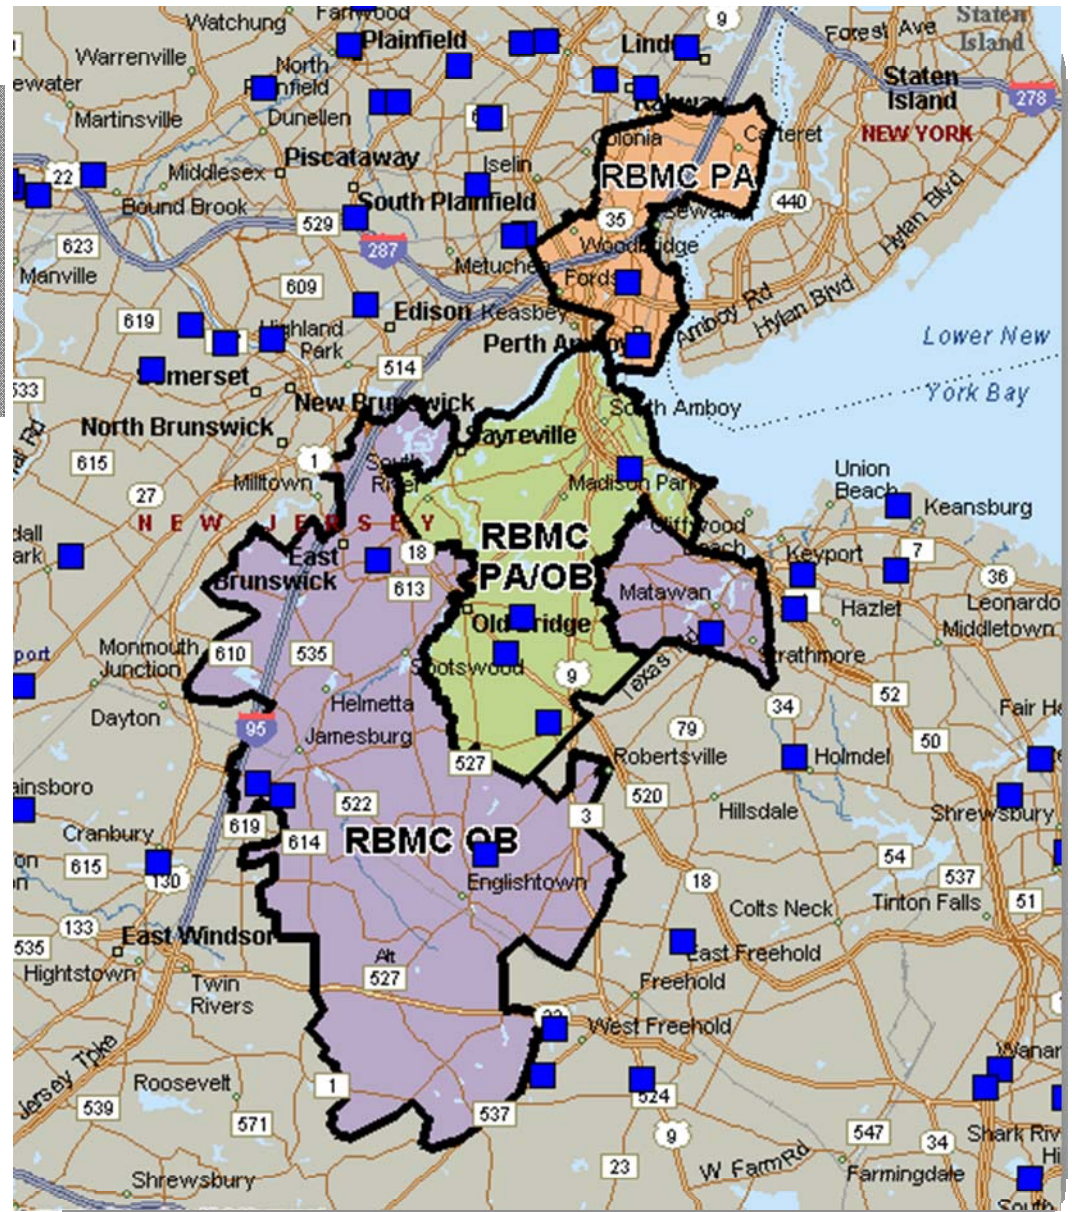 Watchung
Fanwood
9
Forest Ave
Staten
Island
Plainfield
Warrenville
North
Staten
Island
278
Martinsville
Dunellen
Rahway
Colonia
Carteret
NEW YORK
Piscataway
Iselin
22
Middlesex
RBMC PA
South Plainfield
440
Bound Brook
529
35
Sewaren
Hylan Blvd
623
287
Woodbridge
Manville
Metuchen
Fords
609
Amboy Rd
Hylan Blvd
619
Edison
Keasbey
Highland
Park
Perth Amboy
Lower New
York Bay
514
Somerset
533
New Brunswick
South Amboy
North Brunswick
Sayreville
615
1
South
River
Milltown
Madison Park
Union
Beach
27
Keansburg
NEW JERSEY
Cliffwood
Beach
RBMC
PA/OB
East
Brunswick
18
Keyport
7
613
36
Matawan
Leonardo
Hazlet
Old Bridge
Middletown
Monmouth
Junction
610
535
Spotswood
Strathmore
9
Texas
Helmetta
52
Dayton
34
95
79
Jamesburg
50
527
Robertsville
Holmdel
520
522
Hillsdale
Shrewsbury
3
619
Cranbury
614
RBMC OB
615
54
130
537
Englishtown
18
Colts Neck
Tinton Falls
51
133
East Windsor
535
Alt
527
East Freehold
Hightstown
Twin
Rivers
Freehold
West Freehold
Jersey Tpke
Roosevelt
1
524
539
537
571
9
547
34
23
W Farm Rd
Farmingdale
Shrewsbury